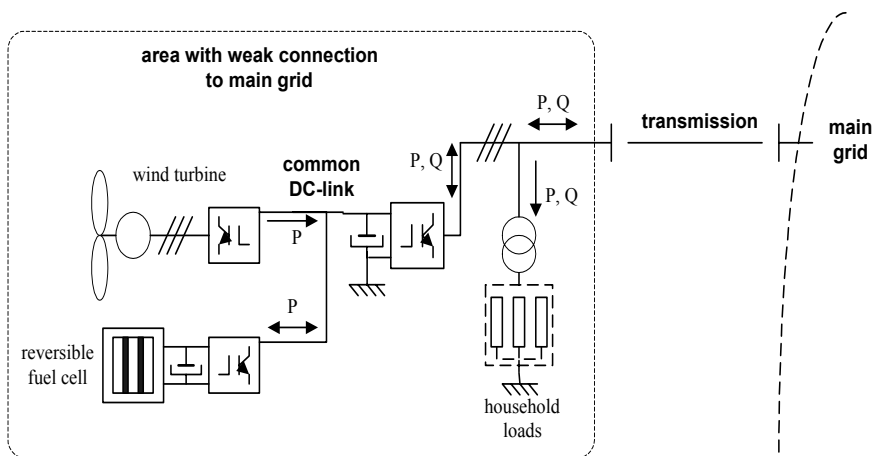 area with weak connection
to main grid
P, Q
transmission
main
grid
P, Q
common
DC-link
wind turbine
P, Q
P
P
reversible
fuel cell
household
loads